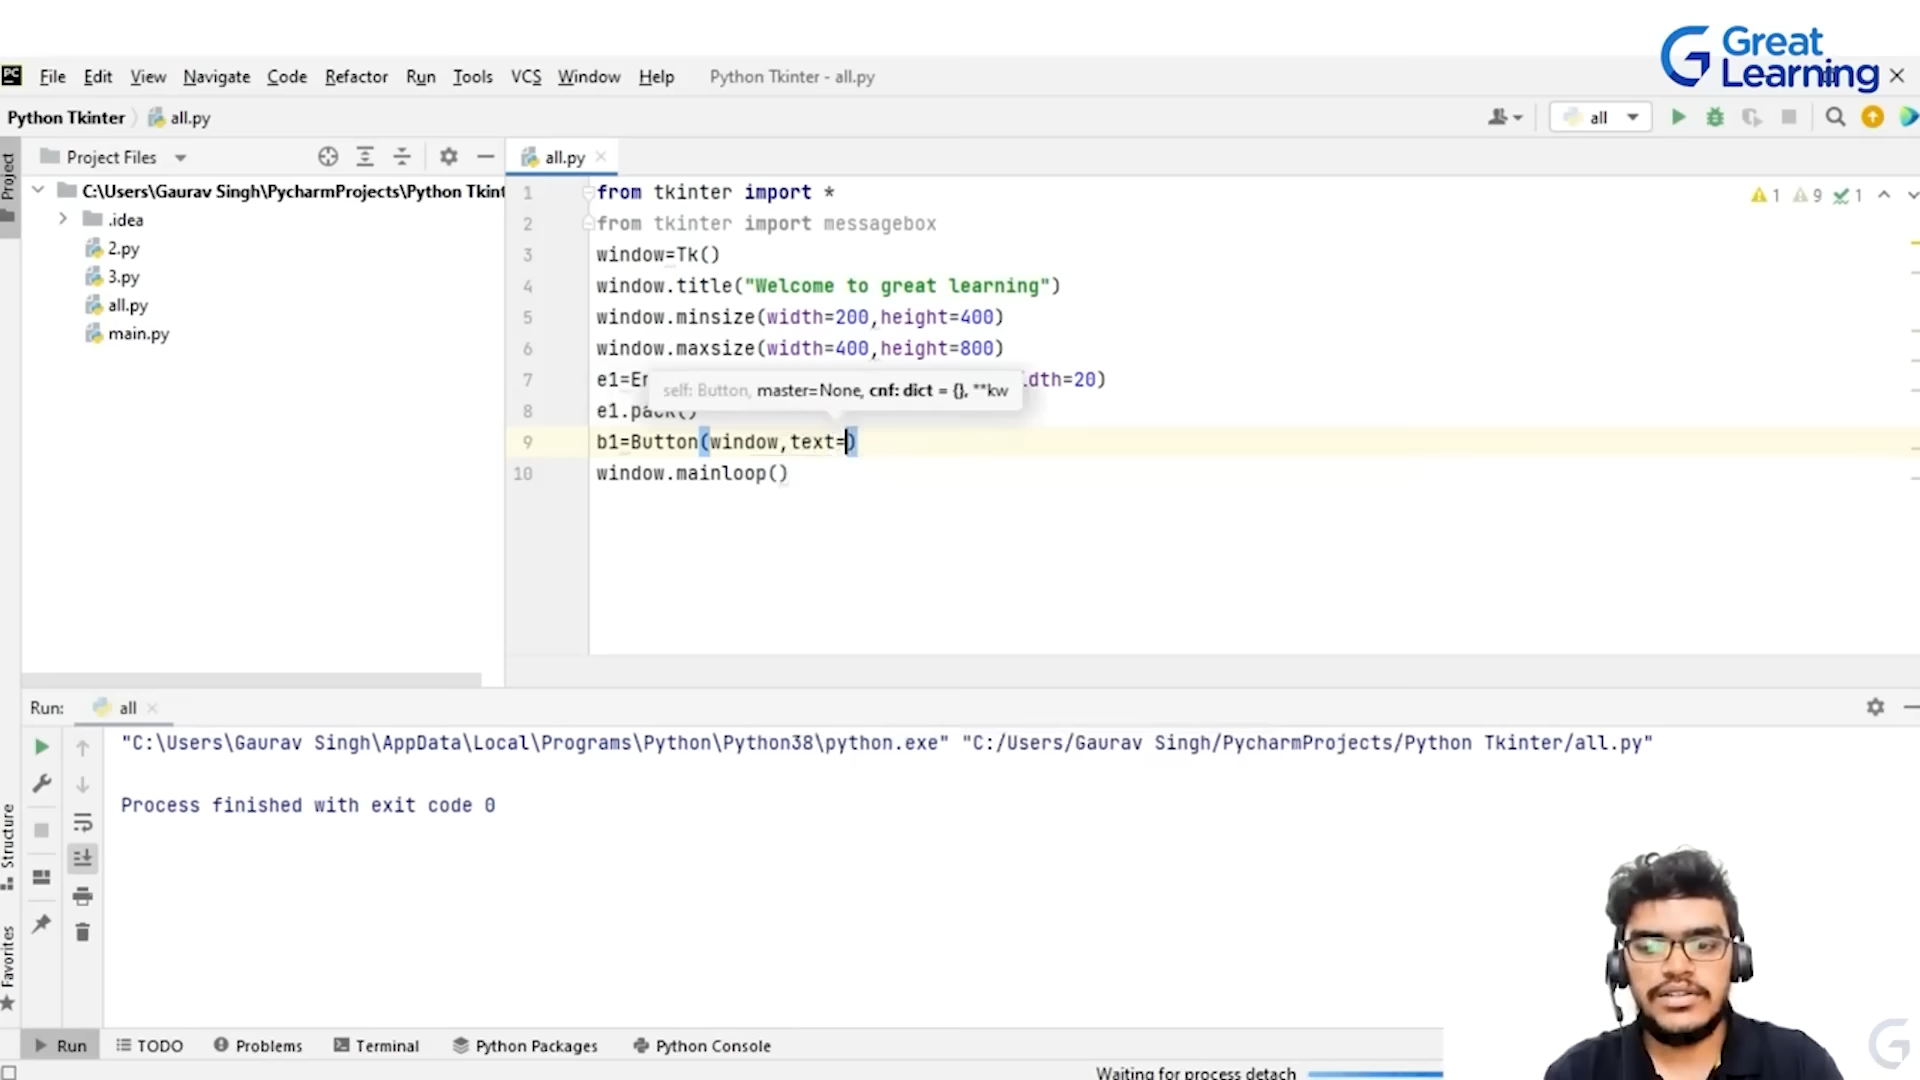 Great
Learning
File Edit View Navigate Code Refactor Run Tools VCS Window Help Python Tkinter - all.py
Python Tkinter all.py all
Project
Project Files all.py
C:\Users\Gaurav Singh\PycharmProjects\Python Tkint
.idea
2.py
3.py
all.py
main.py
1 from tkinter import *
1 9 1
2 from tkinter import messagebox
3 window=Tk()
4 window.title("Welcome to great learning")
5 window.minsize(width=200,height=400)
6 window.maxsize(width=400,height=800)
7 e1=En dth=20)
self: Button, master=None, cnf: dict = {}, **kw
8 e1.pack()
9 b1=Button(window,text=)
10 window.mainloop()
Run: all
"C:\Users\Gaurav Singh\AppData\Local\Programs\Python\Python38\python.exe" "C:/Users/Gaurav Singh/PycharmProjects/Python Tkinter/all.py"
Process finished with exit code 0
Structure
Favorites
Run TODO Problems Terminal Python Packages Python Console
Waiting for process detach